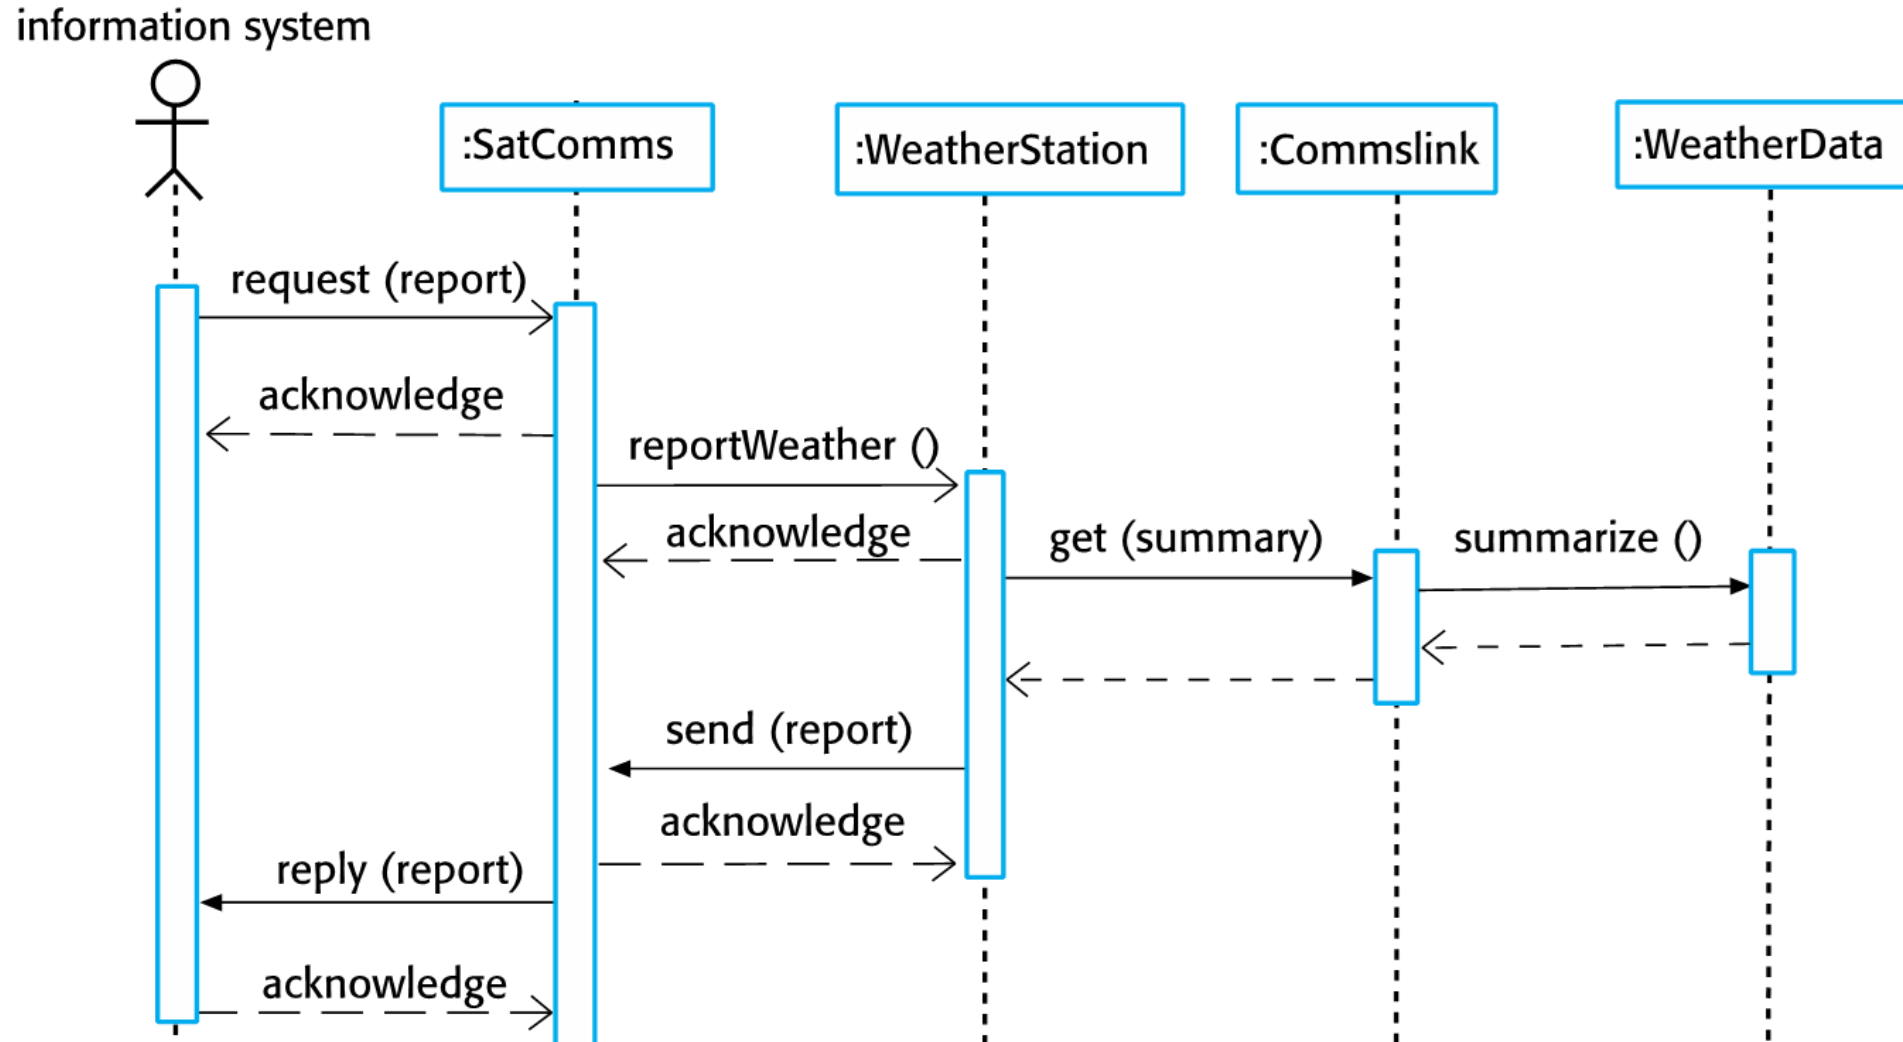 information system
:SatComms
:WeatherStation
:Commslink
:WeatherData
request (report)
acknowledge
reportWeather ()
acknowledge
get (summary)
summarize ()
send (report)
acknowledge
reply (report)
acknowledge